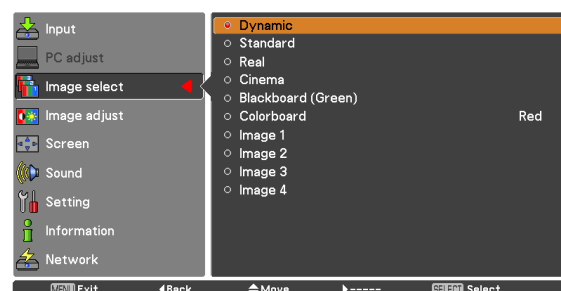 Input
PC adjust
Image select
Image adjust
Screen
Sound
Setting
Information
Network
Dynamic
Standard
Real
Cinema
Blackboard (Green)
Colorboard Red
Image 1
Image 2
Image 3
Image 4
MENU Exit Back Move ----- SELECT Select